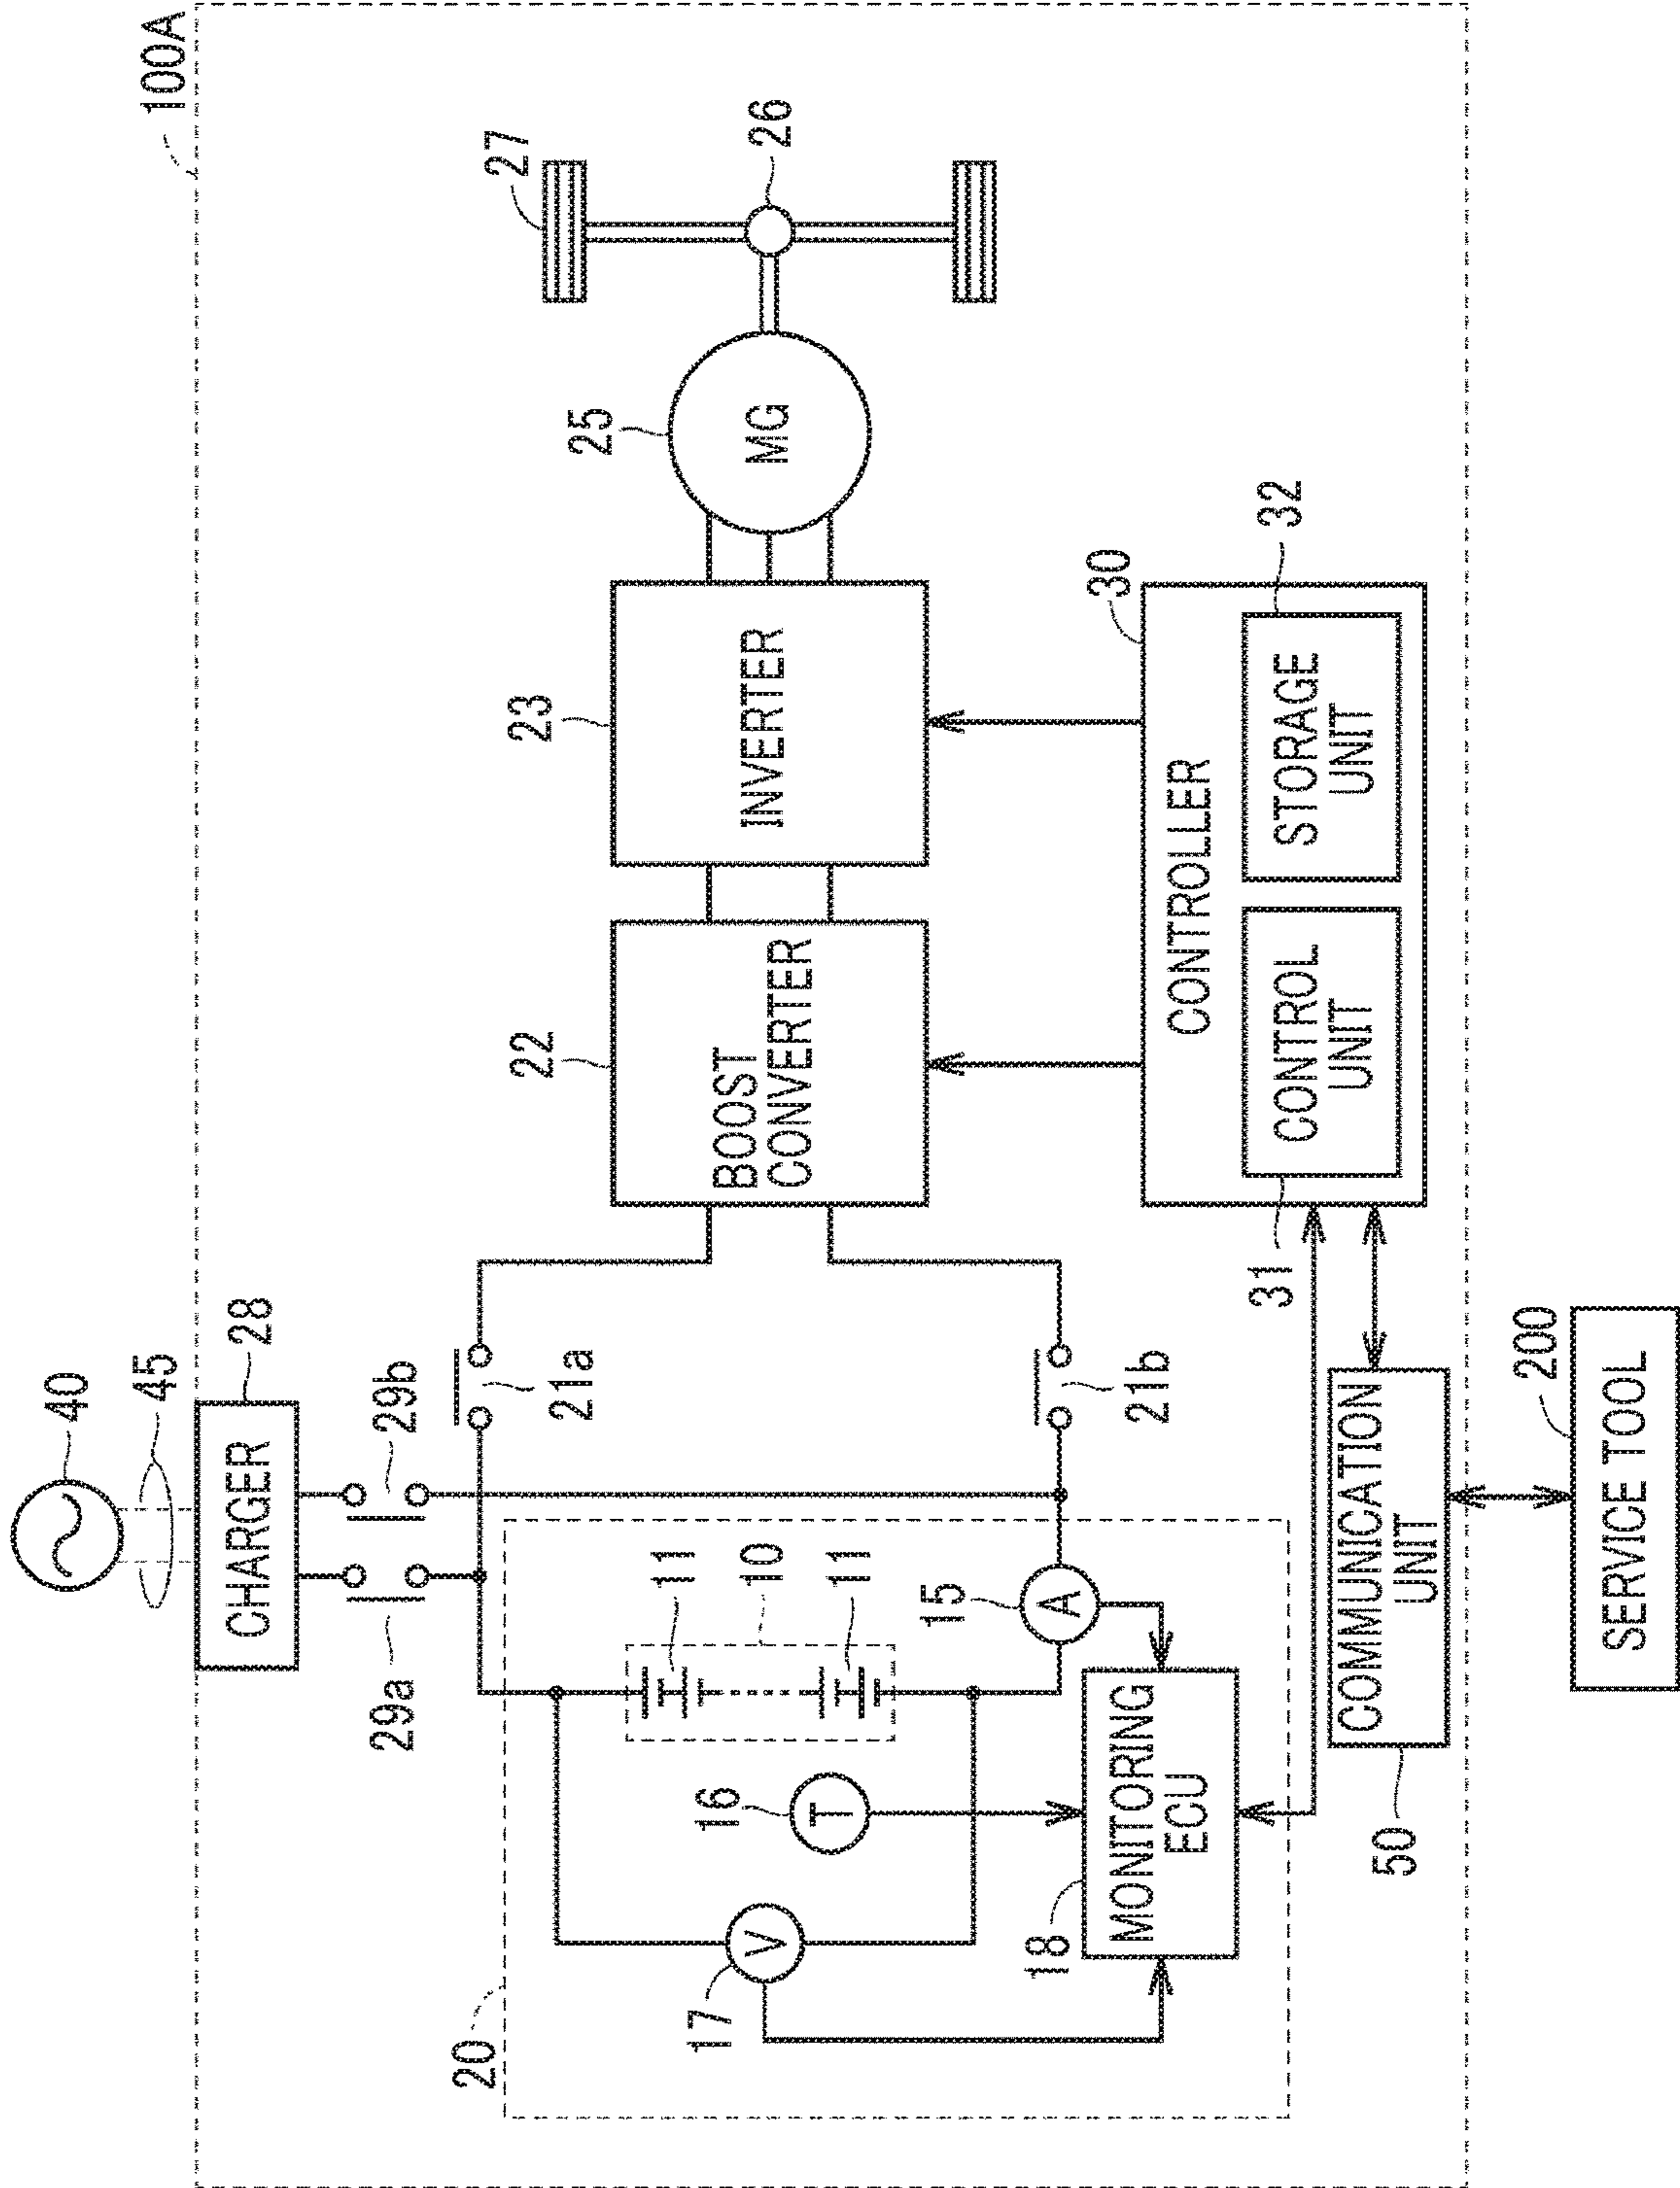 100A
40
45
28
CHARGER
29a
29b
21a
21b
20
10
11
11
15
A
16
T
17
V
18
MONITORING
ECU
22
BOOST
CONVERTER
23
INVERTER
25
MG
26
27
30
CONTROLLER
31
CONTROL
UNIT
32
STORAGE
UNIT
50
COMMUNICATION
UNIT
200
SERVICE TOOL